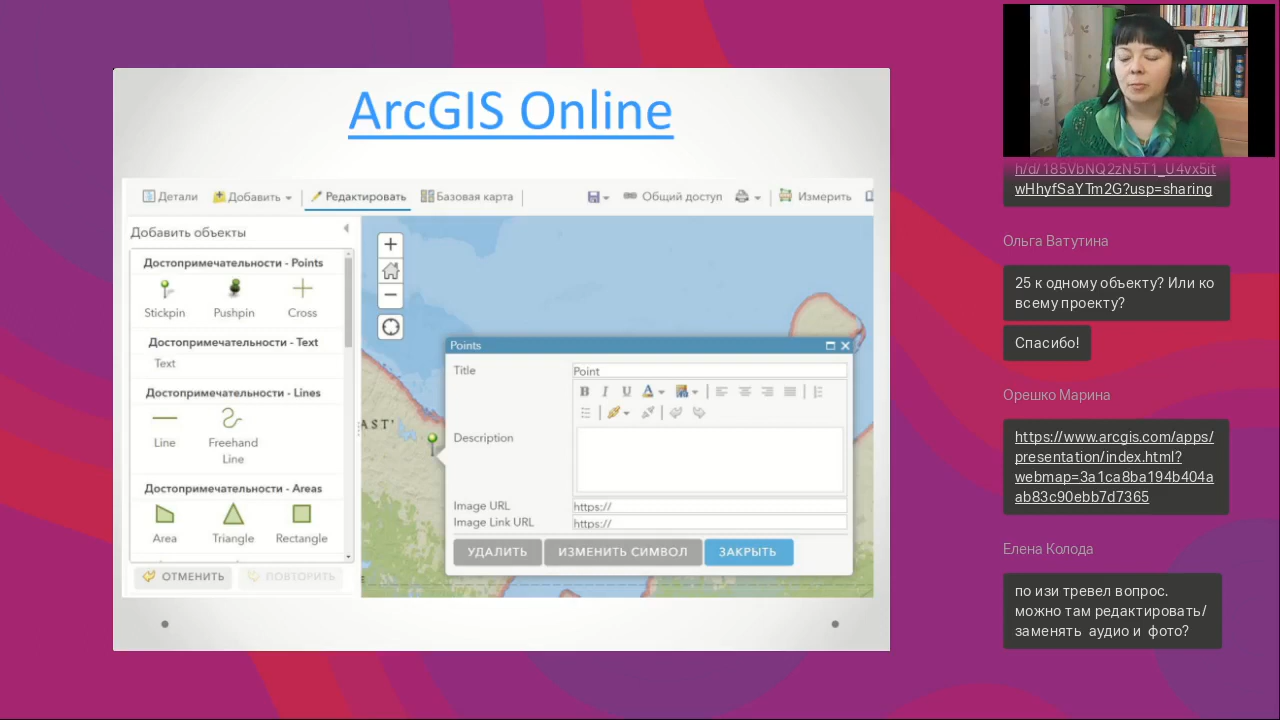 ArcGIS Online
Детали
Добавить
Редактировать
Базовая карта
Общий доступ
Измерить
Добавить объекты
Достопримечательности - Points
Stickpin
Pushpin
Cross
Достопримечательности - Text
Text
Достопримечательности - Lines
Line
Freehand
Line
Достопримечательности - Areas
Area
Triangle
Rectangle
ОТМЕНИТЬ
ПОВТОРИТЬ
AST'
Points
Title
Point
B I U A
Description
Image URL
https://
Image Link URL
https://
УДАЛИТЬ
ИЗМЕНИТЬ СИМВОЛ
ЗАКРЫТЬ
h/d/185VbNQ2zN5T1_U4vx5it
wHhyfSaYTm2G?usp=sharing
Ольга Ватутина
25 к одному объекту? Или ко
всему проекту?
Спасибо!
Орешко Марина
https://www.arcgis.com/apps/
presentation/index.html?
webmap=3a1ca8ba194b404a
ab83c90ebb7d7365
Елена Колода
по изи тревел вопрос.
можно там редактировать/
заменять аудио и фото?